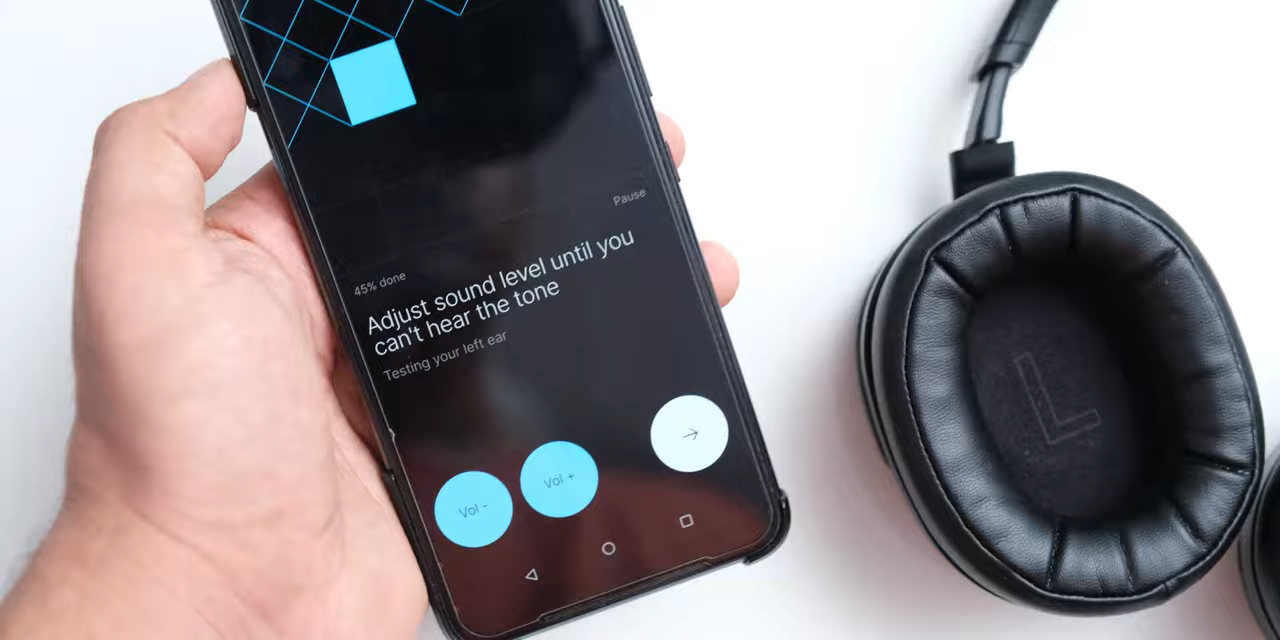 Pause
45% done
Adjust sound level until you
can't hear the tone
Testing your left ear
Vol -
Vol +
L